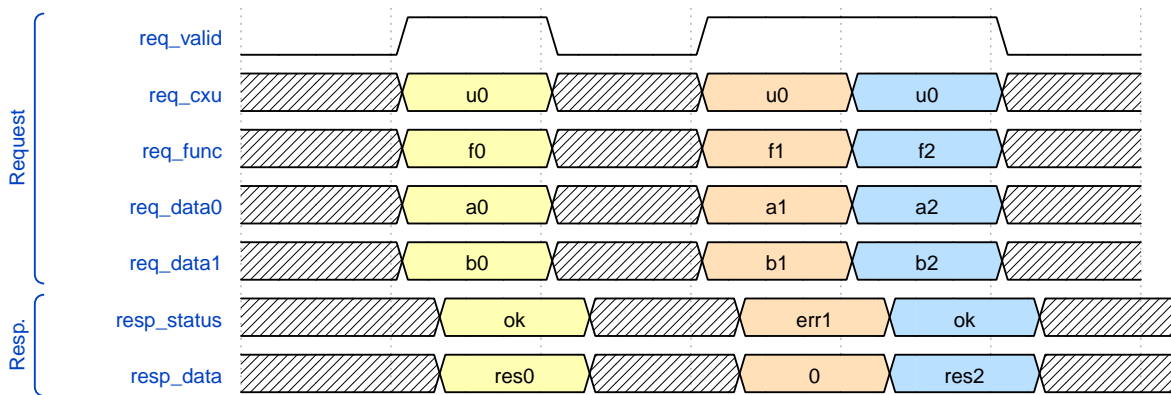 Request
req_valid
req_cxu u0 u0 u0
req_func f0 f1 f2
req_data0 a0 a1 a2
req_data1 b0 b1 b2
Resp.
resp_status ok err1 ok
resp_data res0 0 res2